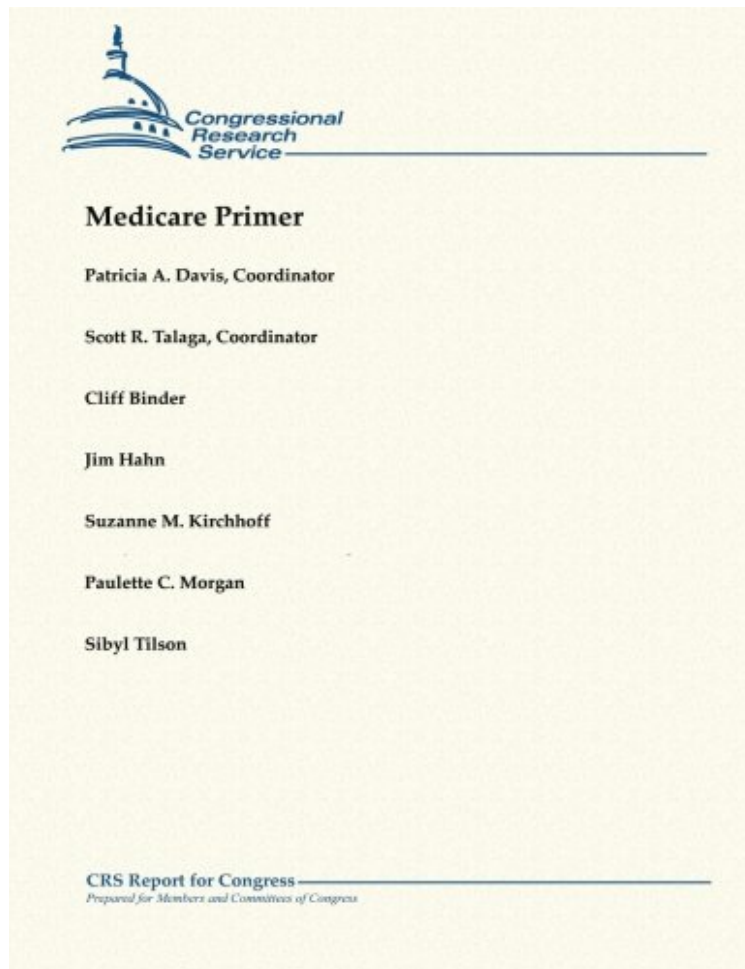 Congressional
Research
Service
Medicare Primer
Patricia A. Davis, Coordinator
Scott R. Talaga, Coordinator
Cliff Binder
Jim Hahn
Suzanne M. Kirchhoff
Paulette C. Morgan
Sibyl Tilson
CRS Report for Congress
Prepared for Members and Committees of Congress